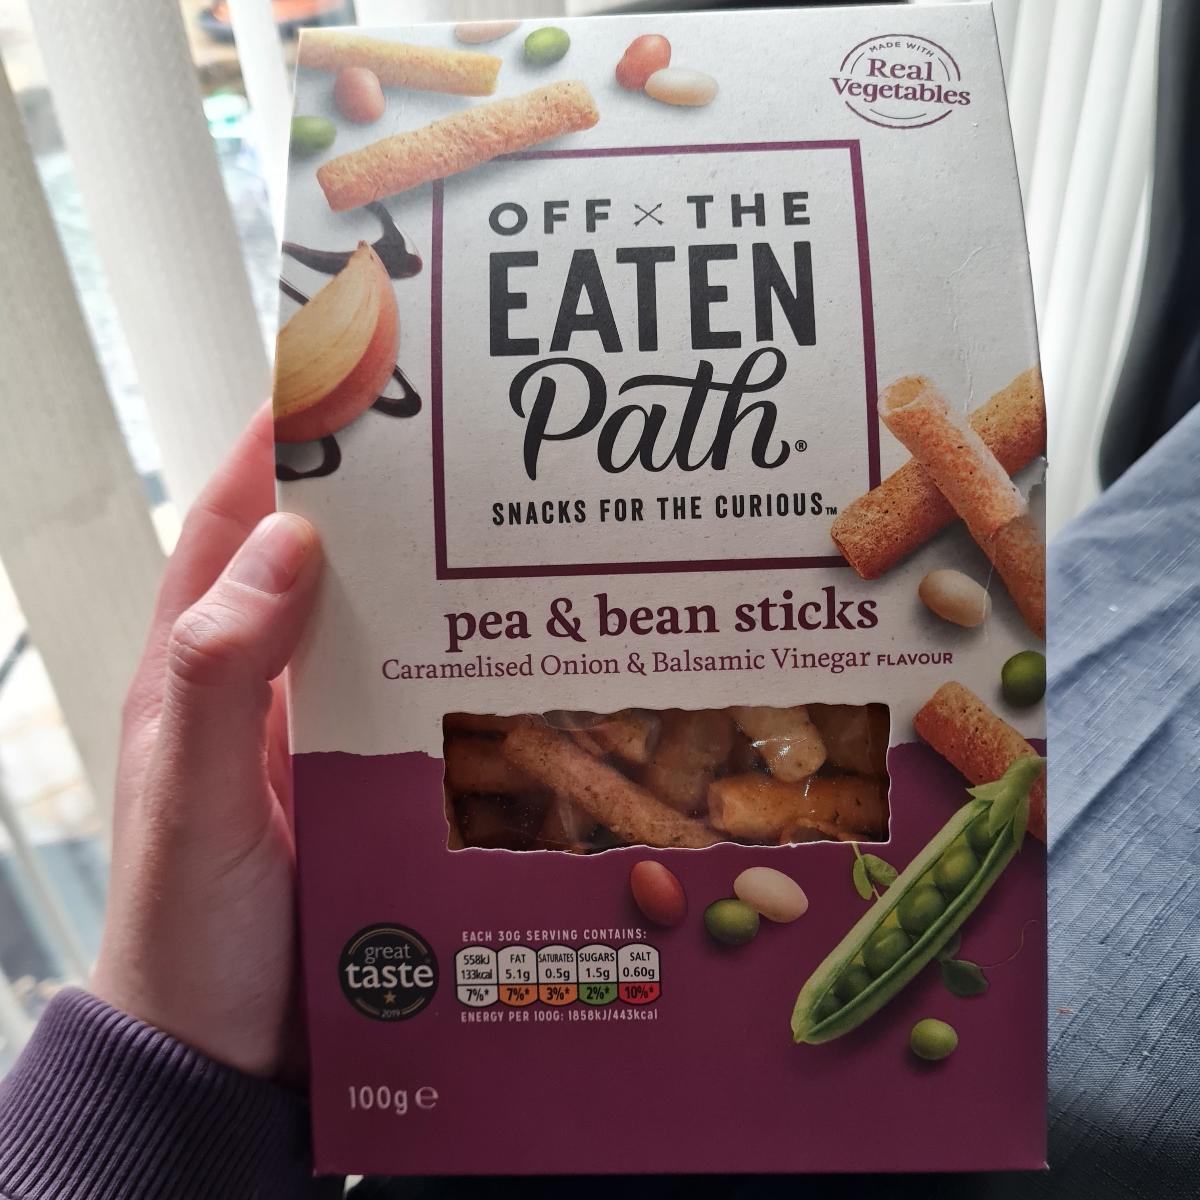 MADE WITH
Real
Vegetables
OFF THE
EATEN
Path®
SNACKS FOR THE CURIOUS™
pea & bean sticks
Caramelised Onion & Balsamic Vinegar FLAVOUR
EACH 30G SERVING CONTAINS:
558kJ FAT SATURATES SUGARS SALT
133kcal 5.1g 0.5g 1.5g 0.60g
7%* 7%* 3%* 2%* 10%*
ENERGY PER 100G: 1858kJ/443kcal
great
taste
2019
100g e